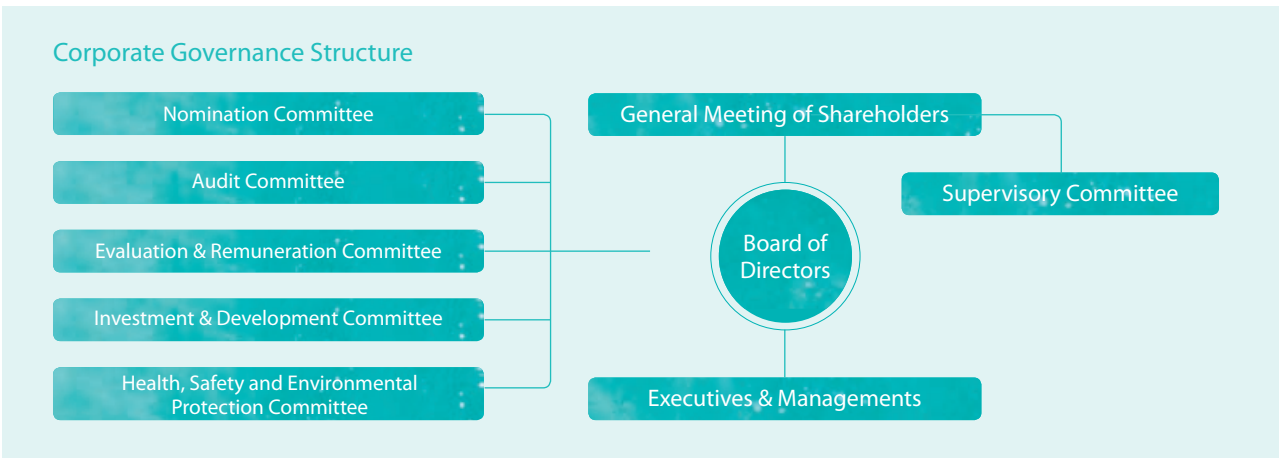 Corporate Governance Structure
Nomination Committee
Audit Committee
Evaluation & Remuneration Committee
Investment & Development Committee
Health, Safety and Environmental
Protection Committee
General Meeting of Shareholders
Supervisory Committee
Board of
Directors
Executives & Managements